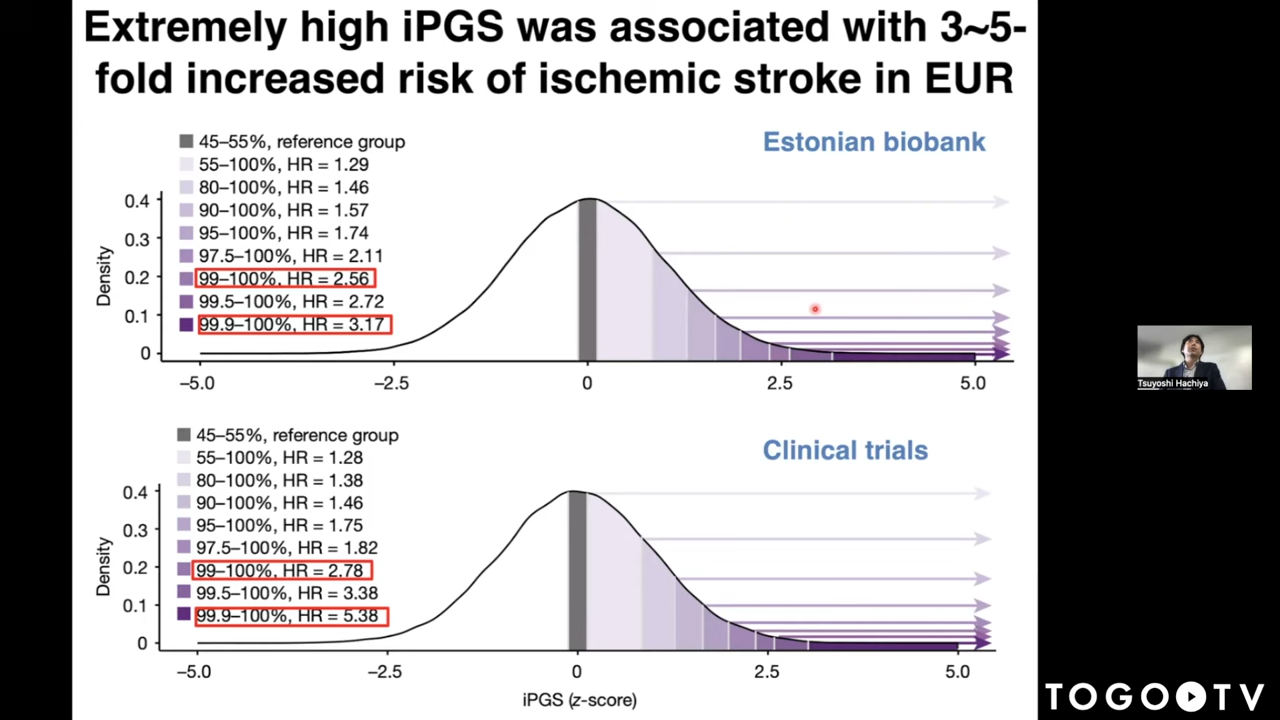 Extremely high iPGS was associated with 3~5-
fold increased risk of ischemic stroke in EUR
Estonian biobank
45–55%, reference group
55–100%, HR = 1.29
80–100%, HR = 1.46
90–100%, HR = 1.57
95–100%, HR = 1.74
97.5–100%, HR = 2.11
99–100%, HR = 2.56
99.5–100%, HR = 2.72
99.9–100%, HR = 3.17
Density
0.4
0.3
0.2
0.1
0
–5.0
–2.5
0
2.5
5.0
Clinical trials
45–55%, reference group
55–100%, HR = 1.28
80–100%, HR = 1.38
90–100%, HR = 1.46
95–100%, HR = 1.75
97.5–100%, HR = 1.82
99–100%, HR = 2.78
99.5–100%, HR = 3.38
99.9–100%, HR = 5.38
Density
0.4
0.3
0.2
0.1
0
–5.0
–2.5
0
2.5
5.0
iPGS (z-score)
Tsuyoshi Hachiya
TOGO TV